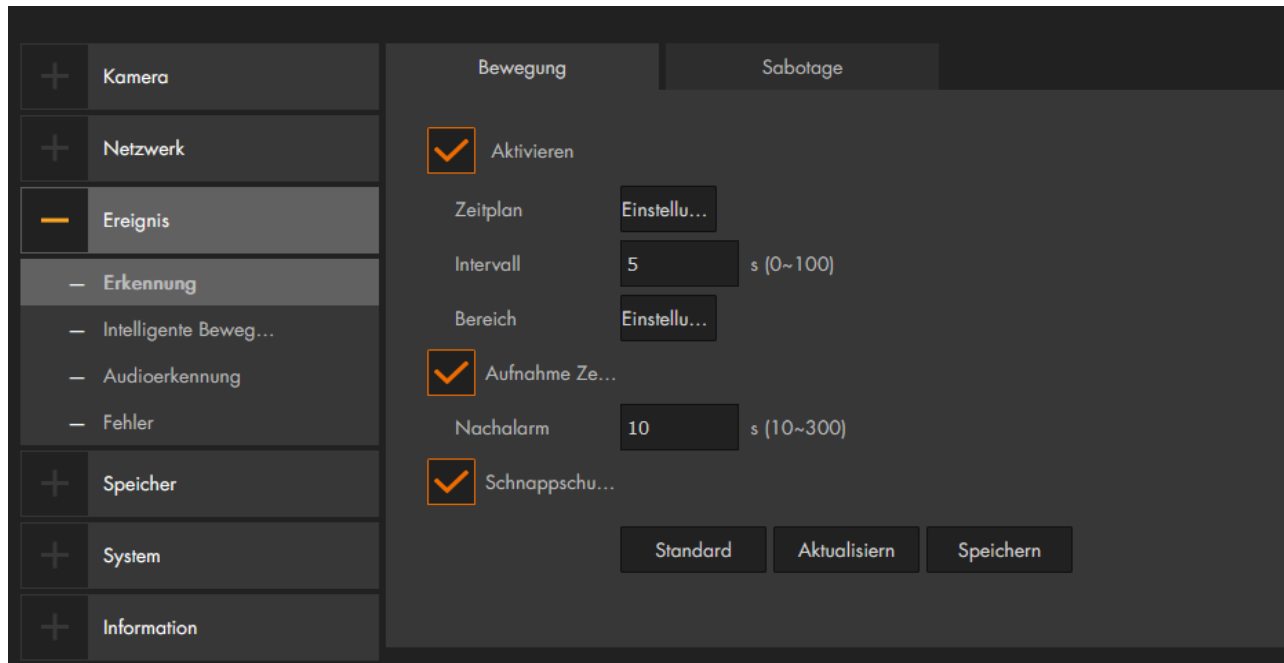 Kamera
Netzwerk
Ereignis
Erkennung
Intelligente Beweg...
Audioerkennung
Fehler
Speicher
System
Information
Bewegung Sabotage
Aktivieren
Zeitplan Einstellu...
Intervall 5 s (0~100)
Bereich Einstellu...
Aufnahme Ze...
Nachalarm 10 s (10~300)
Schnappschu...
Standard Aktualisiern Speichern